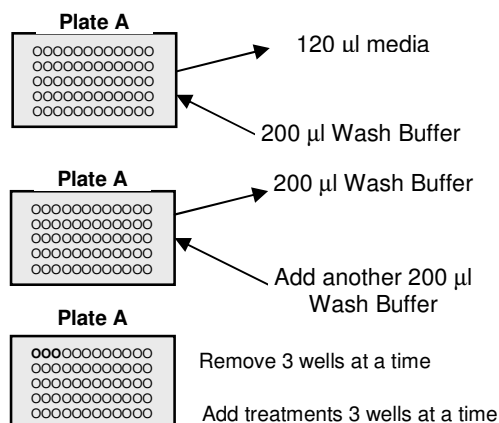 Plate A
120 µl media
200 µl Wash Buffer
Plate A
200 µl Wash Buffer
Add another 200 µl
Wash Buffer
Plate A
Remove 3 wells at a time
Add treatments 3 wells at a time